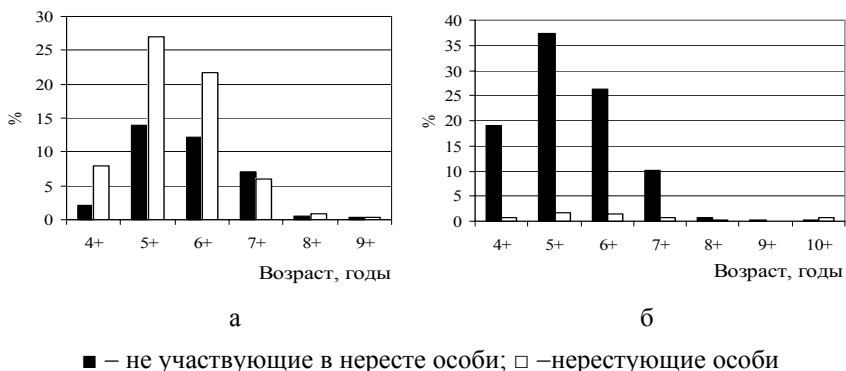 30
25
20
15
10
5
0
%
4+ 5+ 6+ 7+ 8+ 9+
Возраст, годы
а
40
35
30
25
20
15
10
5
0
%
4+ 5+ 6+ 7+ 8+ 9+ 10+
Возраст, годы
б
■ – не участвующие в нересте особи; □ –нерестующие особи